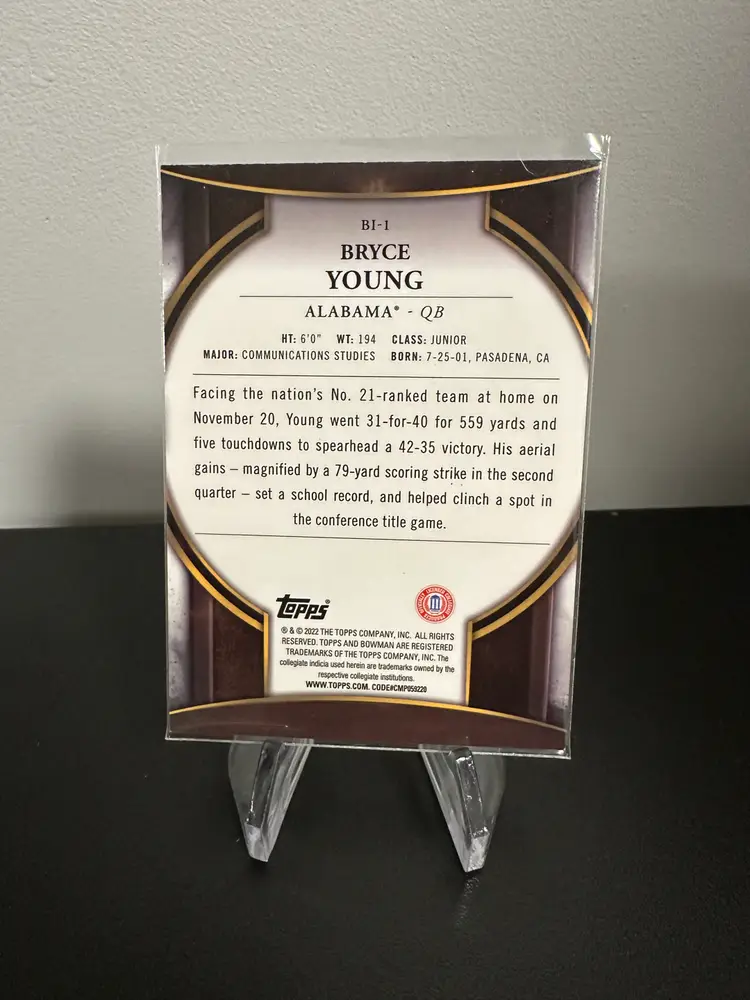 BI-1
BRYCE
YOUNG
ALABAMA® - QB
HT: 6'0" WT: 194 CLASS: JUNIOR
MAJOR: COMMUNICATIONS STUDIES BORN: 7-25-01, PASADENA, CA
Facing the nation's No. 21-ranked team at home on
November 20, Young went 31-for-40 for 559 yards and
five touchdowns to spearhead a 42-35 victory. His aerial
gains – magnified by a 79-yard scoring strike in the second
quarter – set a school record, and helped clinch a spot in
the conference title game.
Topps®
® & © 2022 THE TOPPS COMPANY, INC. ALL RIGHTS
RESERVED. TOPPS AND BOWMAN ARE REGISTERED
TRADEMARKS OF THE TOPPS COMPANY, INC. The
collegiate indicia used herein are trademarks owned by the
respective collegiate institutions.
WWW.TOPPS.COM. CODE#CMP059220